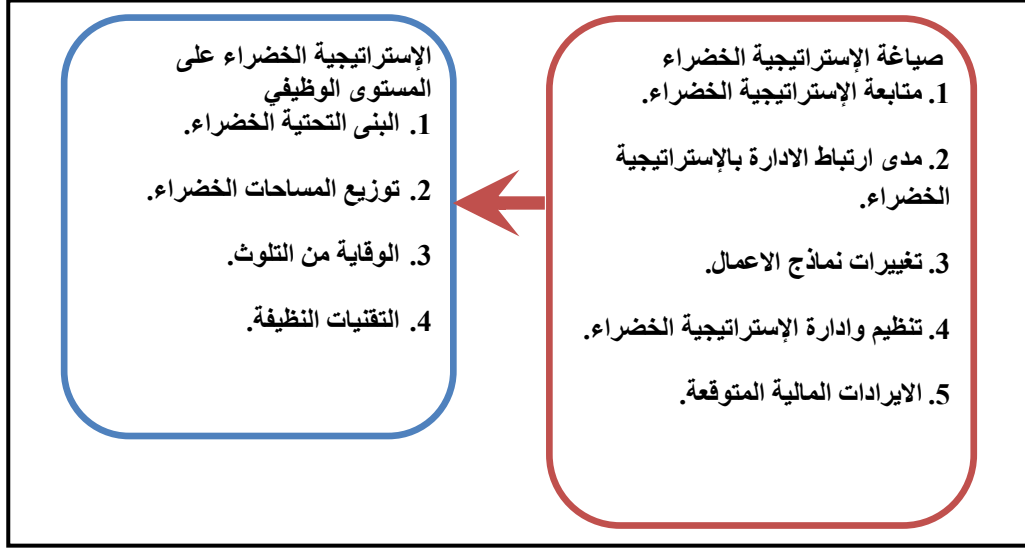 صياغة الإستراتيجية الخضراء
1. متابعة الإستراتيجية الخضراء.
2. مدى ارتباط الادارة بالإستراتيجية
الخضراء.
3. تغييرات نماذج الاعمال.
4. تنظيم وادارة الإستراتيجية الخضراء.
5. الايرادات المالية المتوقعة.
الإستراتيجية الخضراء على
المستوى الوظيفي
1. البنى التحتية الخضراء.
2. توزيع المساحات الخضراء.
3. الوقاية من التلوث.
4. التقنيات النظيفة.